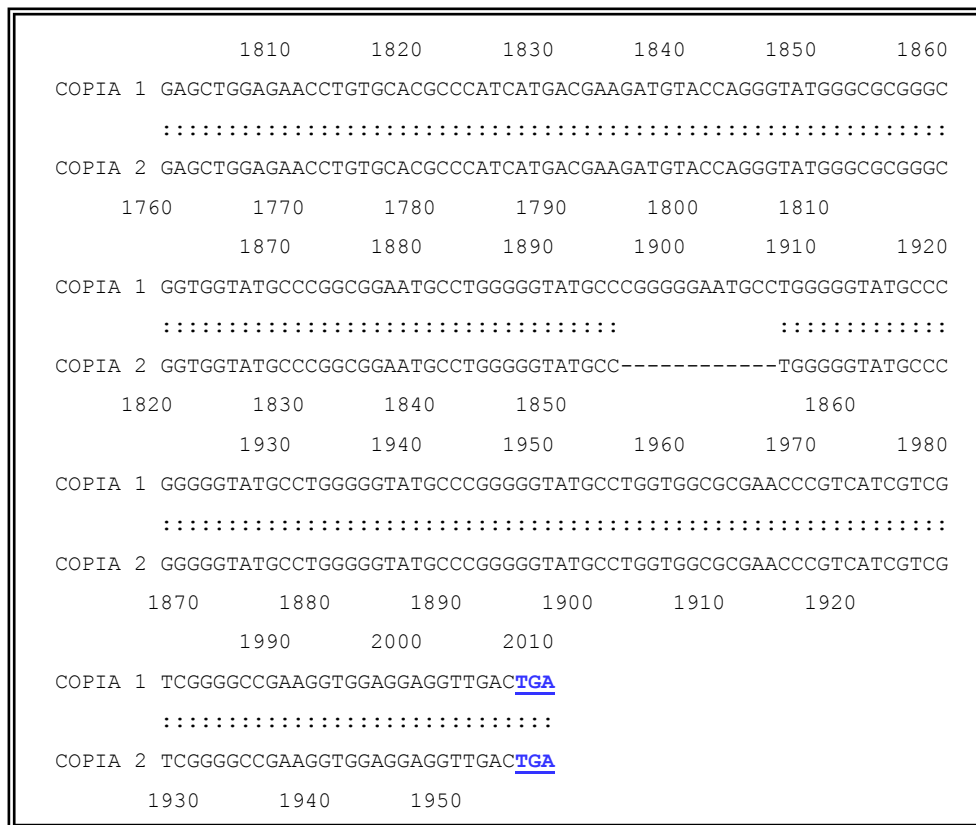 1810 1820 1830 1840 1850 1860
COPIA 1 GAGCTGGAGAACCTGTGCACGCCCATCATGACGAAGATGTACCAGGGTATGGGCGCGGGC
::::::::::::::::::::::::::::::::::::::::::::::::::::::::::::
COPIA 2 GAGCTGGAGAACCTGTGCACGCCCATCATGACGAAGATGTACCAGGGTATGGGCGCGGGC
1760 1770 1780 1790 1800 1810
1870 1880 1890 1900 1910 1920
COPIA 1 GGTGGTATGCCCGGCGGAATGCCTGGGGGTATGCCCGGGGGAATGCCTGGGGGTATGCCC
::::::::::::::::::::::::::::::::::: :::::::::::::
COPIA 2 GGTGGTATGCCCGGCGGAATGCCTGGGGGTATGCC------------TGGGGGTATGCCC
1820 1830 1840 1850 1860
1930 1940 1950 1960 1970 1980
COPIA 1 GGGGGTATGCCTGGGGGTATGCCCGGGGGTATGCCTGGTGGCGCGAACCCGTCATCGTCG
::::::::::::::::::::::::::::::::::::::::::::::::::::::::::::
COPIA 2 GGGGGTATGCCTGGGGGTATGCCCGGGGGTATGCCTGGTGGCGCGAACCCGTCATCGTCG
1870 1880 1890 1900 1910 1920
1990 2000 2010
COPIA 1 TCGGGGCCGAAGGTGGAGGAGGTTGACTGA
::::::::::::::::::::::::::::::
COPIA 2 TCGGGGCCGAAGGTGGAGGAGGTTGACTGA
1930 1940 1950